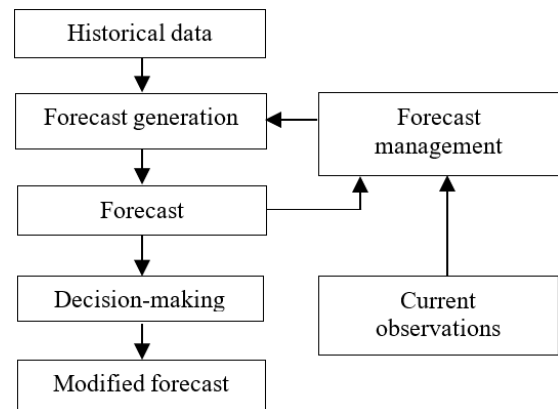 Historical data
Forecast generation
Forecast
management
Forecast
Decision-making
Current
observations
Modified forecast